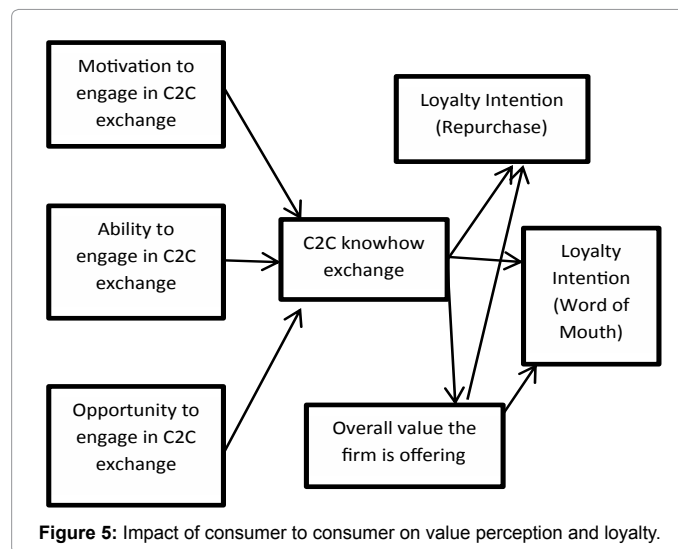 Motivation to
engage in C2C
exchange
Loyalty Intention
(Repurchase)
Ability to
engage in C2C
exchange
C2C knowhow
exchange
Loyalty
Intention
(Word of
Mouth)
Opportunity to
engage in C2C
exchange
Overall value the
firm is offering
Figure 5: Impact of consumer to consumer on value perception and loyalty.